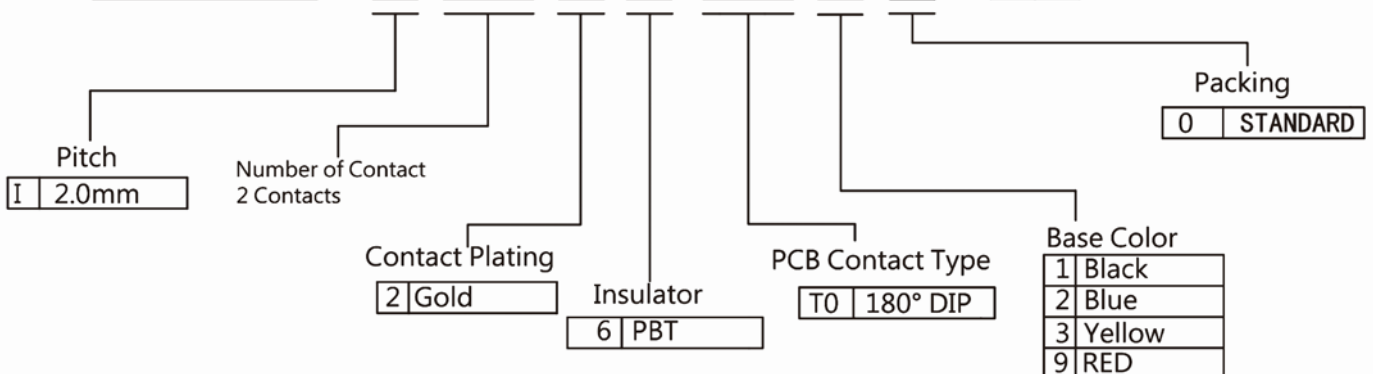 Packing
0 STANDARD
Pitch
I 2.0mm
Number of Contact
2 Contacts
Contact Plating
2 Gold
Insulator
6 PBT
PCB Contact Type
T0 180° DIP
Base Color
1 Black
2 Blue
3 Yellow
9 RED